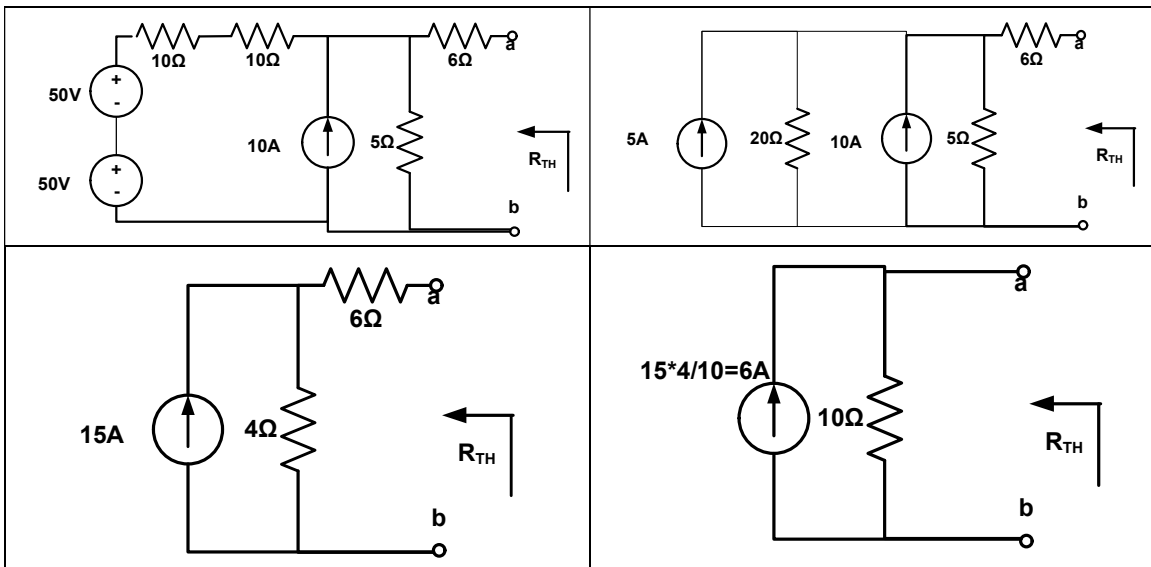 10Ω 10Ω 6Ω a
50V + -
10A 5Ω
R_TH
50V + -
b
6Ω a
5A 20Ω 10A 5Ω
R_TH
b
6Ω a
15A 4Ω
R_TH
b
a
15*4/10=6A
10Ω
R_TH
b